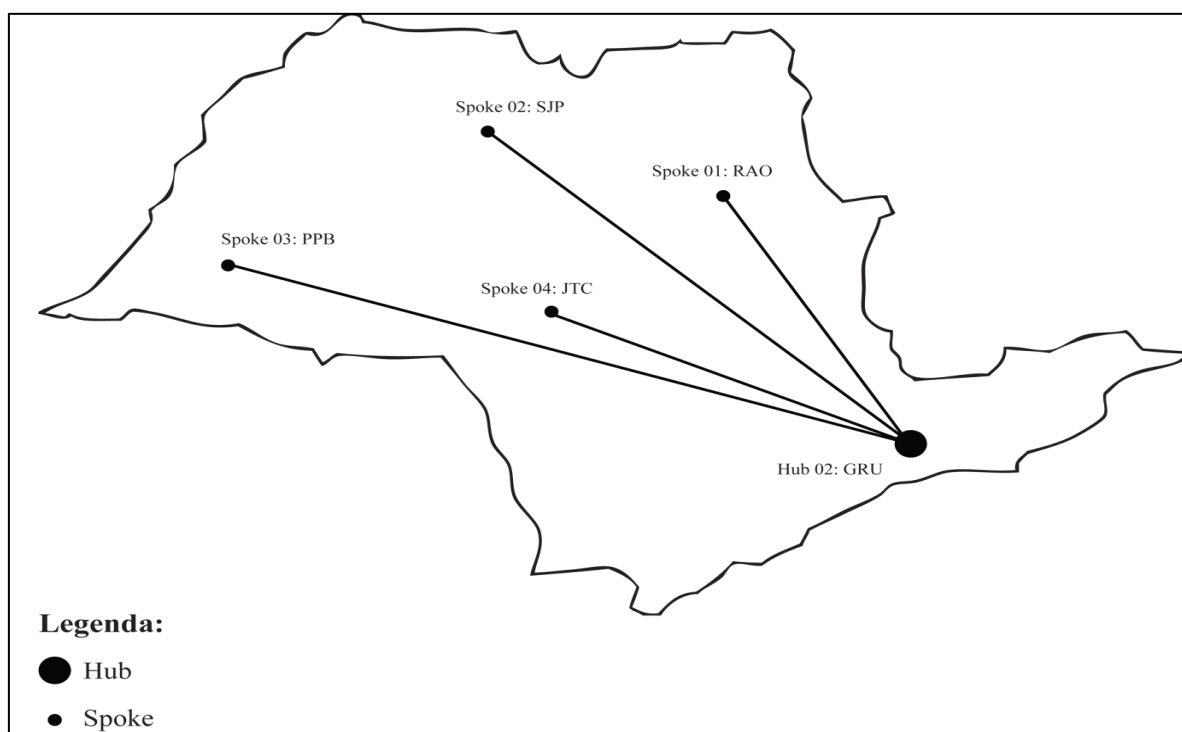 Spoke 02: SJP
Spoke 01: RAO
Spoke 03: PPB
Spoke 04: JTC
Hub 02: GRU
Legenda:
Hub
Spoke